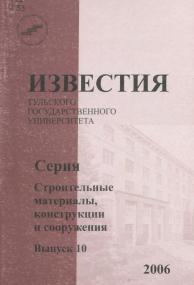 ИЗВЕСТИЯ
ТУЛЬСКОГО
ГОСУДАРСТВЕННОГО
УНИВЕРСИТЕТА
Серия
Строительные
материалы,
конструкции
и сооружения
Выпуск 10
2006